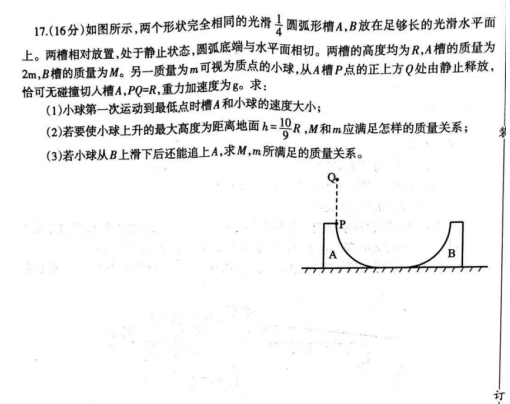 17.(16分)如图所示,两个形状完全相同的光滑 1/4 圆弧形槽A,B放在足够长的光滑水平面
上。两槽相对放置,处于静止状态,圆弧底端与水平面相切。两槽的高度均为R,A槽的质量为
2m,B槽的质量为M。另一质量为m可视为质点的小球,从A槽P点的正上方Q处由静止释放,
恰可无碰撞切入槽A,PQ=R,重力加速度为g。求:
(1)小球第一次运动到最低点时槽A和小球的速度大小;
(2)若要使小球上升的最大高度为距离地面h=10/9R,M和m应满足怎样的质量关系;
(3)若小球从B上滑下后还能追上A,求M,m所满足的质量关系。
Q
P
A
B
装
订